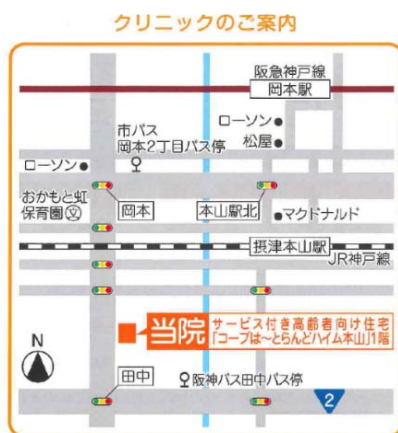 クリニックのご案内
阪急神戸線
岡本駅
ローソン
松屋
市バス
岡本2丁目バス停
ローソン
おかもと虹
保育園
文
岡本
本山駅北
マクドナルド
摂津本山駅
JR神戸線
当院
サービス付き高齢者向け住宅
「コープは～とらんどハイム本山」1階
N
田中
阪神バス田中バス停
2